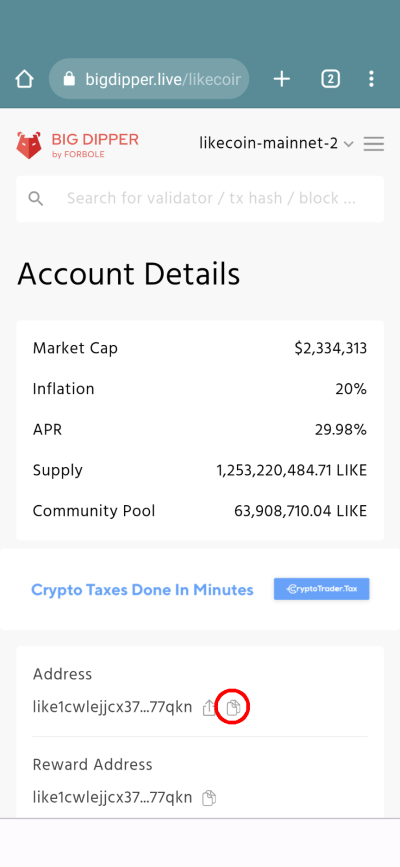 bigdipper.live/likecoir
2
BIG DIPPER
by FORBOLE
likecoin-mainnet-2
Search for validator / tx hash / block ...
Account Details
Market Cap $2,334,313
Inflation 20%
APR 29.98%
Supply 1,253,220,484.71 LIKE
Community Pool 63,908,710.04 LIKE
Crypto Taxes Done In Minutes CryptoTrader.Tax
Address
like1cwlejjcx37...77qkn
Reward Address
like1cwlejjcx37...77qkn